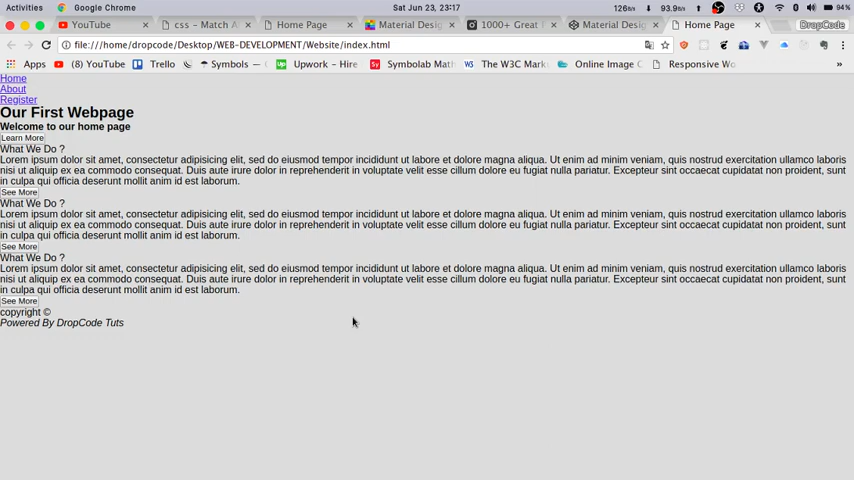 Activities Google Chrome Sat Jun 23, 23:17 126B/s 93.9B/s 94%
YouTube css - Match A Home Page Material Desig 1000+ Great F Material Desig Home Page DropCode
file:///home/dropcode/Desktop/WEB-DEVELOPMENT/Website/index.html
Apps (8) YouTube Trello Symbols — Upwork - Hire Symbolab Math The W3C Mark Online Image C Responsive Wo »
Home
About
Register
Our First Webpage
Welcome to our home page
Learn More
What We Do ?
Lorem ipsum dolor sit amet, consectetur adipisicing elit, sed do eiusmod tempor incididunt ut labore et dolore magna aliqua. Ut enim ad minim veniam, quis nostrud exercitation ullamco laboris
nisi ut aliquip ex ea commodo consequat. Duis aute irure dolor in reprehenderit in voluptate velit esse cillum dolore eu fugiat nulla pariatur. Excepteur sint occaecat cupidatat non proident, sunt
in culpa qui officia deserunt mollit anim id est laborum.
See More
What We Do ?
Lorem ipsum dolor sit amet, consectetur adipisicing elit, sed do eiusmod tempor incididunt ut labore et dolore magna aliqua. Ut enim ad minim veniam, quis nostrud exercitation ullamco laboris
nisi ut aliquip ex ea commodo consequat. Duis aute irure dolor in reprehenderit in voluptate velit esse cillum dolore eu fugiat nulla pariatur. Excepteur sint occaecat cupidatat non proident, sunt
in culpa qui officia deserunt mollit anim id est laborum.
See More
What We Do ?
Lorem ipsum dolor sit amet, consectetur adipisicing elit, sed do eiusmod tempor incididunt ut labore et dolore magna aliqua. Ut enim ad minim veniam, quis nostrud exercitation ullamco laboris
nisi ut aliquip ex ea commodo consequat. Duis aute irure dolor in reprehenderit in voluptate velit esse cillum dolore eu fugiat nulla pariatur. Excepteur sint occaecat cupidatat non proident, sunt
in culpa qui officia deserunt mollit anim id est laborum.
See More
copyright ©
Powered By DropCode Tuts